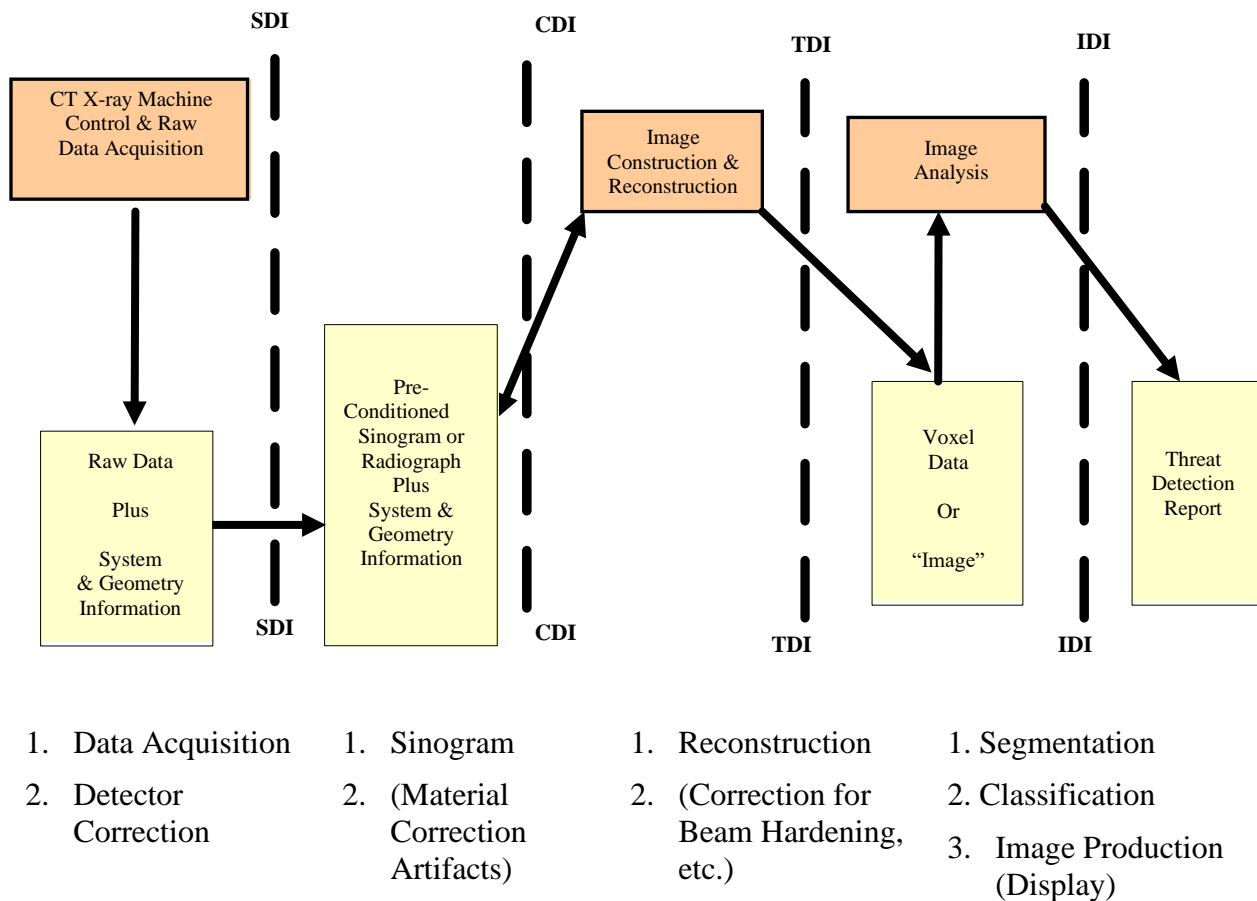 SDI
CDI
TDI
IDI
CT X-ray Machine
Control & Raw
Data Acquisition
Image
Construction &
Reconstruction
Image
Analysis
Raw Data
Plus
System
& Geometry
Information
Pre-
Conditioned
Sinogram or
Radiograph
Plus
System &
Geometry
Information
Voxel
Data
Or
“Image”
Threat
Detection
Report
SDI
CDI
TDI
IDI
1. Data Acquisition
2. Detector
Correction
1. Sinogram
2. (Material
Correction
Artifacts)
1. Reconstruction
2. (Correction for
Beam Hardening,
etc.)
1. Segmentation
2. Classification
3. Image Production
(Display)